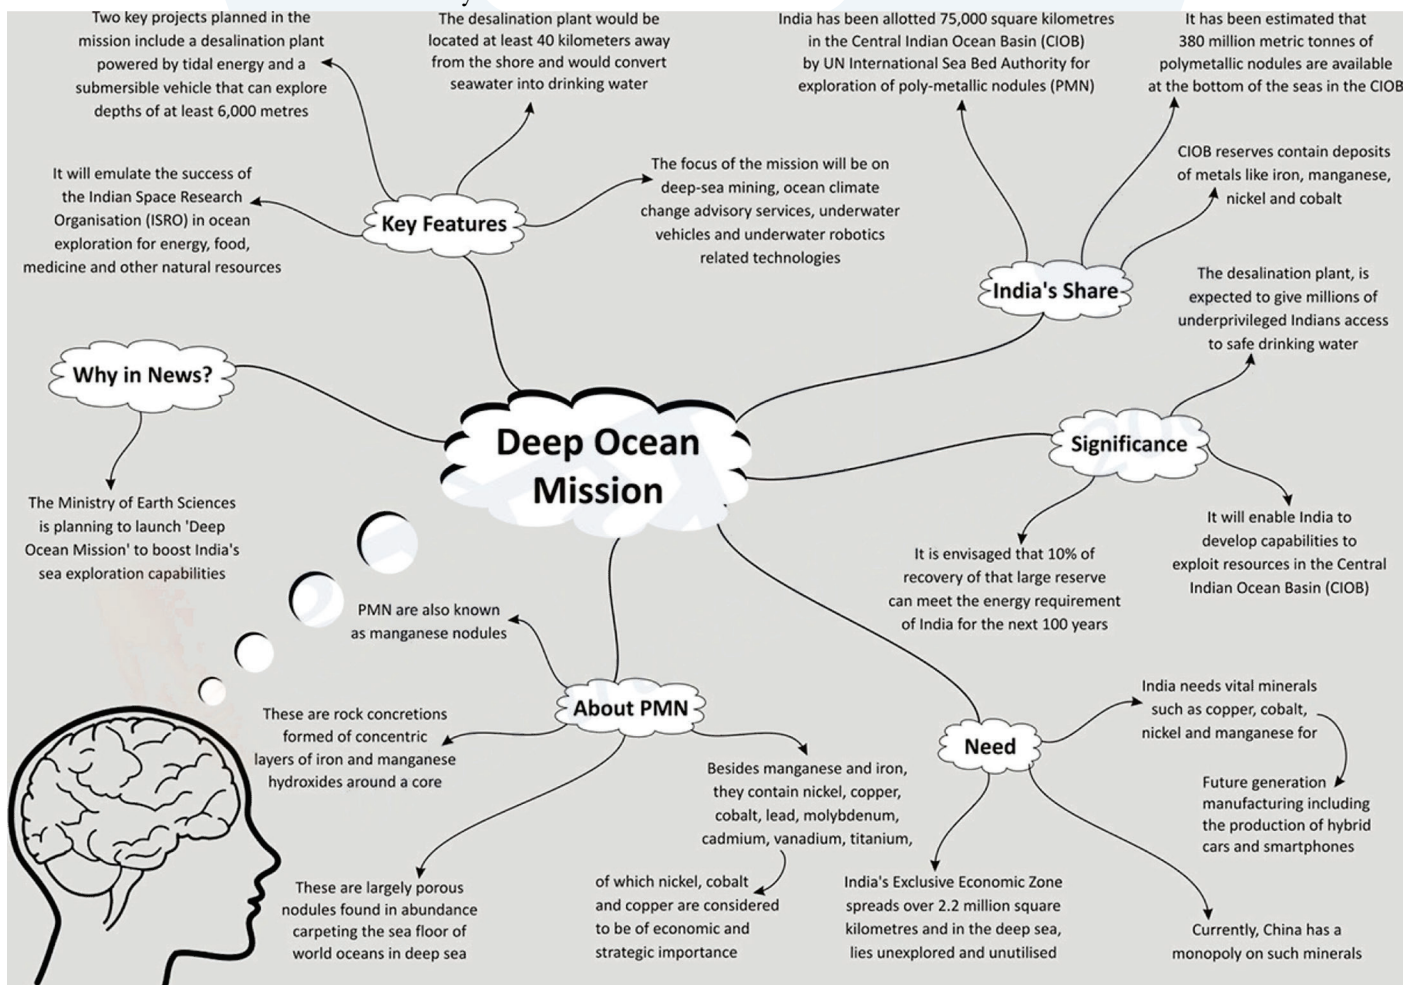 Two key projects planned in the
mission include a desalination plant
powered by tidal energy and a
submersible vehicle that can explore
depths of at least 6,000 metres
The desalination plant would be
located at least 40 kilometers away
from the shore and would convert
seawater into drinking water
India has been allotted 75,000 square kilometres
in the Central Indian Ocean Basin (CIOB)
by UN International Sea Bed Authority for
exploration of poly-metallic nodules (PMN)
It has been estimated that
380 million metric tonnes of
polymetallic nodules are available
at the bottom of the seas in the CIOB
It will emulate the success of
the Indian Space Research
Organisation (ISRO) in ocean
exploration for energy, food,
medicine and other natural resources
Key Features
The focus of the mission will be on
deep-sea mining, ocean climate
change advisory services, underwater
vehicles and underwater robotics
related technologies
CIOB reserves contain deposits
of metals like iron, manganese,
nickel and cobalt
India's Share
The desalination plant, is
expected to give millions of
underprivileged Indians access
to safe drinking water
Why in News?
Deep Ocean
Mission
Significance
The Ministry of Earth Sciences
is planning to launch 'Deep
Ocean Mission' to boost India's
sea exploration capabilities
It is envisaged that 10% of
recovery of that large reserve
can meet the energy requirement
of India for the next 100 years
It will enable India to
develop capabilities to
exploit resources in the Central
Indian Ocean Basin (CIOB)
PMN are also known
as manganese nodules
About PMN
These are rock concretions
formed of concentric
layers of iron and manganese
hydroxides around a core
Besides manganese and iron,
they contain nickel, copper,
cobalt, lead, molybdenum,
cadmium, vanadium, titanium,
of which nickel, cobalt
and copper are considered
to be of economic and
strategic importance
These are largely porous
nodules found in abundance
carpeting the sea floor of
world oceans in deep sea
Need
India needs vital minerals
such as copper, cobalt,
nickel and manganese for
Future generation
manufacturing including
the production of hybrid
cars and smartphones
India's Exclusive Economic Zone
spreads over 2.2 million square
kilometres and in the deep sea,
lies unexplored and unutilised
Currently, China has a
monopoly on such minerals